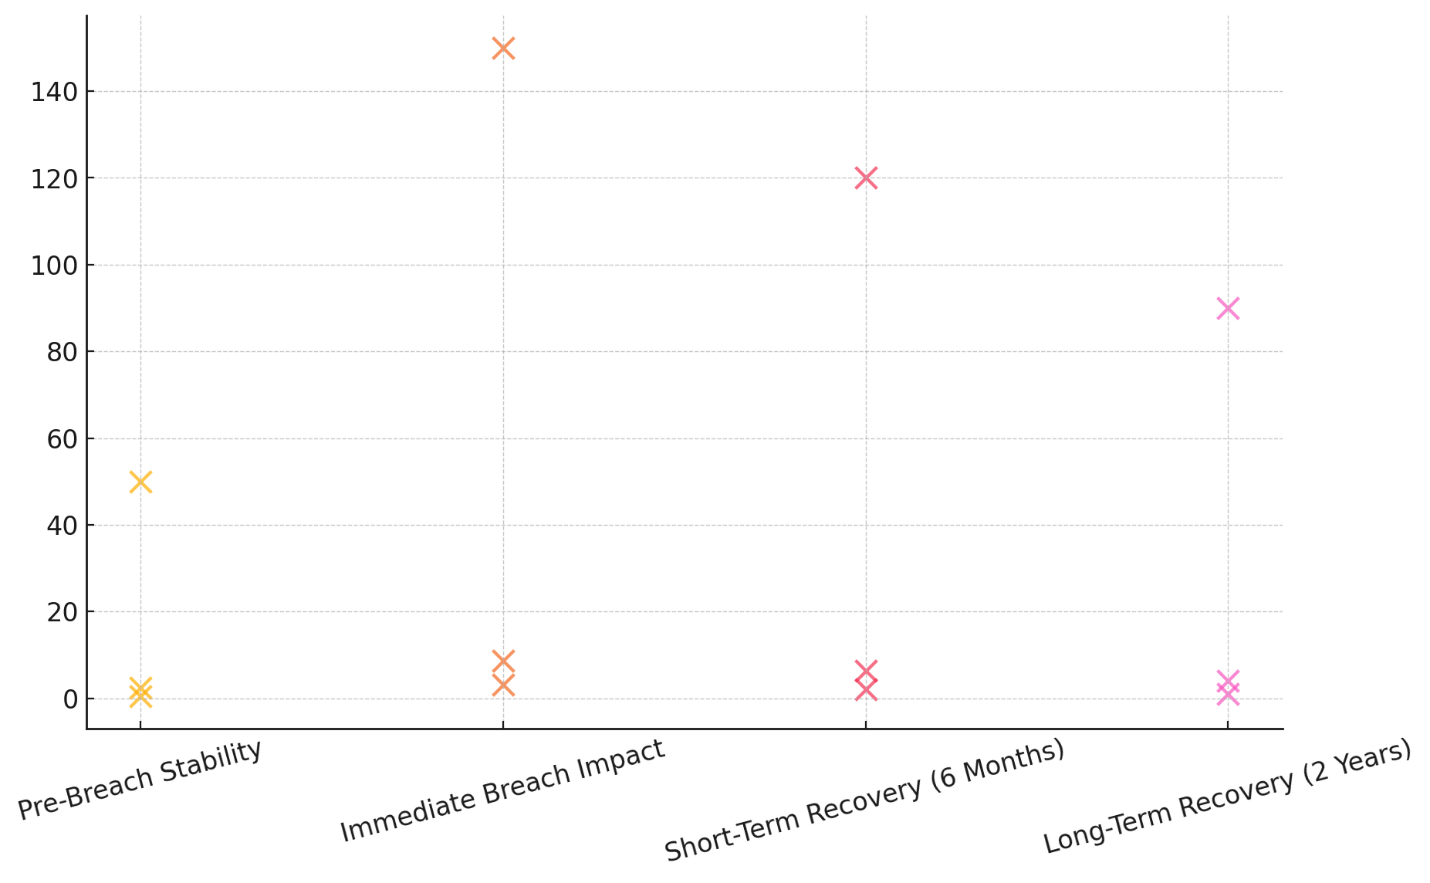 140
120
100
80
60
40
20
0
Pre-Breach Stability
Immediate Breach Impact
Short-Term Recovery (6 Months)
Long-Term Recovery (2 Years)